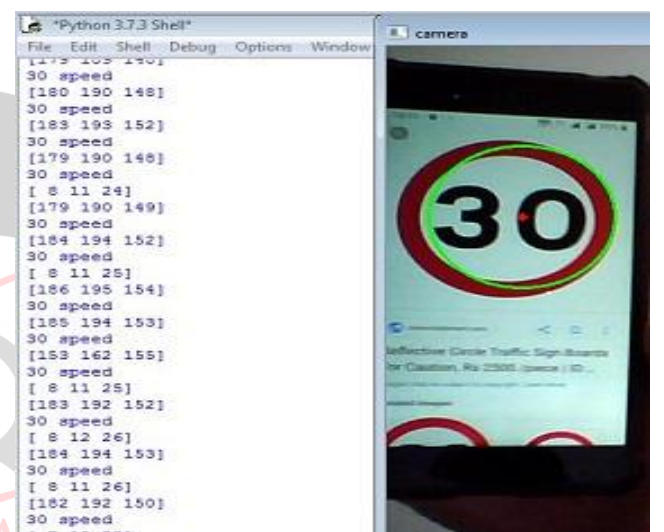 *Python 3.7.3 Shell*
File Edit Shell Debug Options Window
30 speed
[180 190 148]
30 speed
[183 193 152]
30 speed
[179 190 148]
30 speed
[ 8 11 24]
[179 190 149]
30 speed
[184 194 152]
30 speed
[ 8 11 25]
[186 195 154]
30 speed
[185 194 153]
30 speed
[153 162 155]
30 speed
[ 8 11 25]
[183 192 152]
30 speed
[ 8 12 26]
[184 194 153]
30 speed
[ 8 11 26]
[182 192 150]
30 speed
camera
30
Reflective Circle Traffic Sign Boards
for Caution, Rs 2500 /piece | ID:...